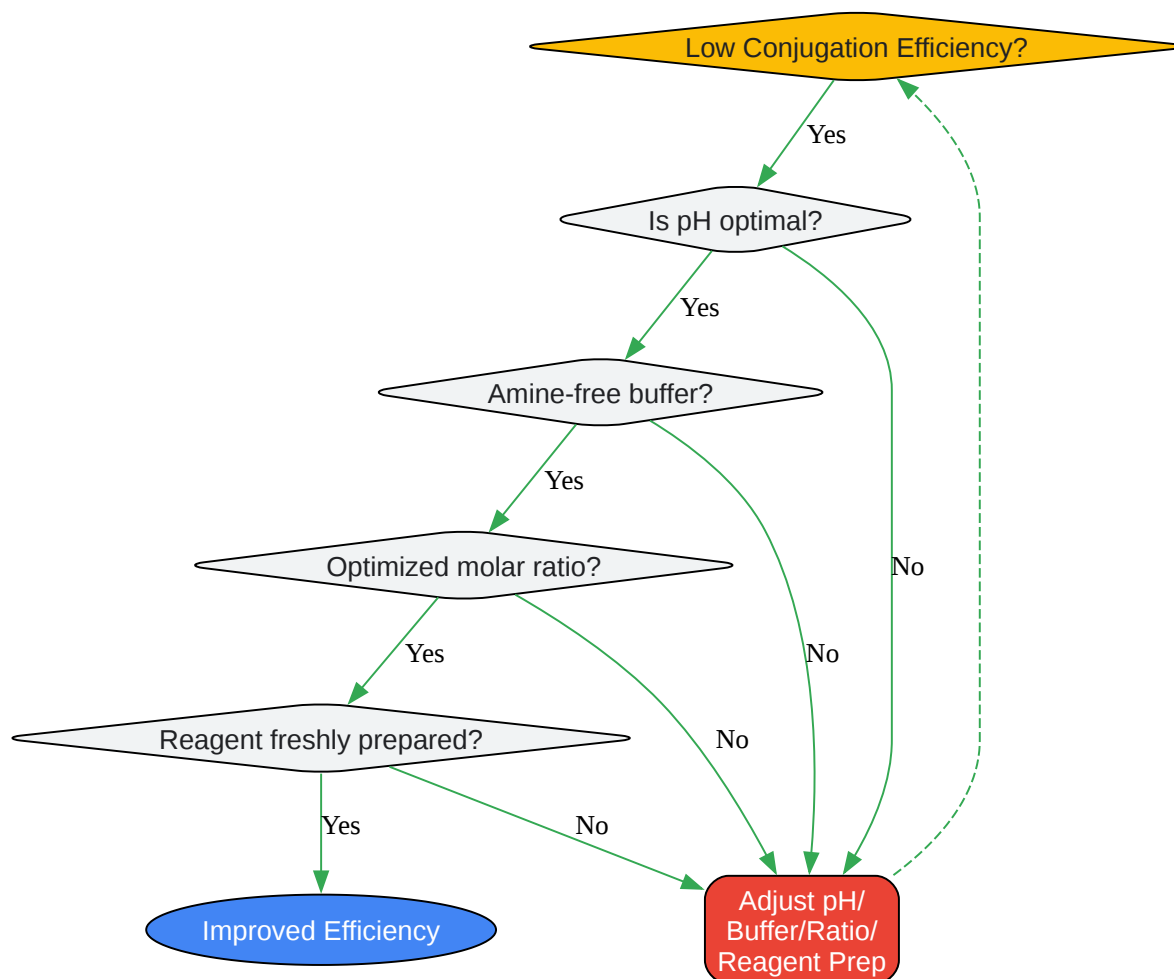 Low Conjugation Efficiency?
Yes
Is pH optimal?
Yes
Amine-free buffer?
Yes
Optimized molar ratio?
No
Yes
No
Reagent freshly prepared?
No
Yes
No
Improved Efficiency
Adjust pH/
Buffer/Ratio/
Reagent Prep